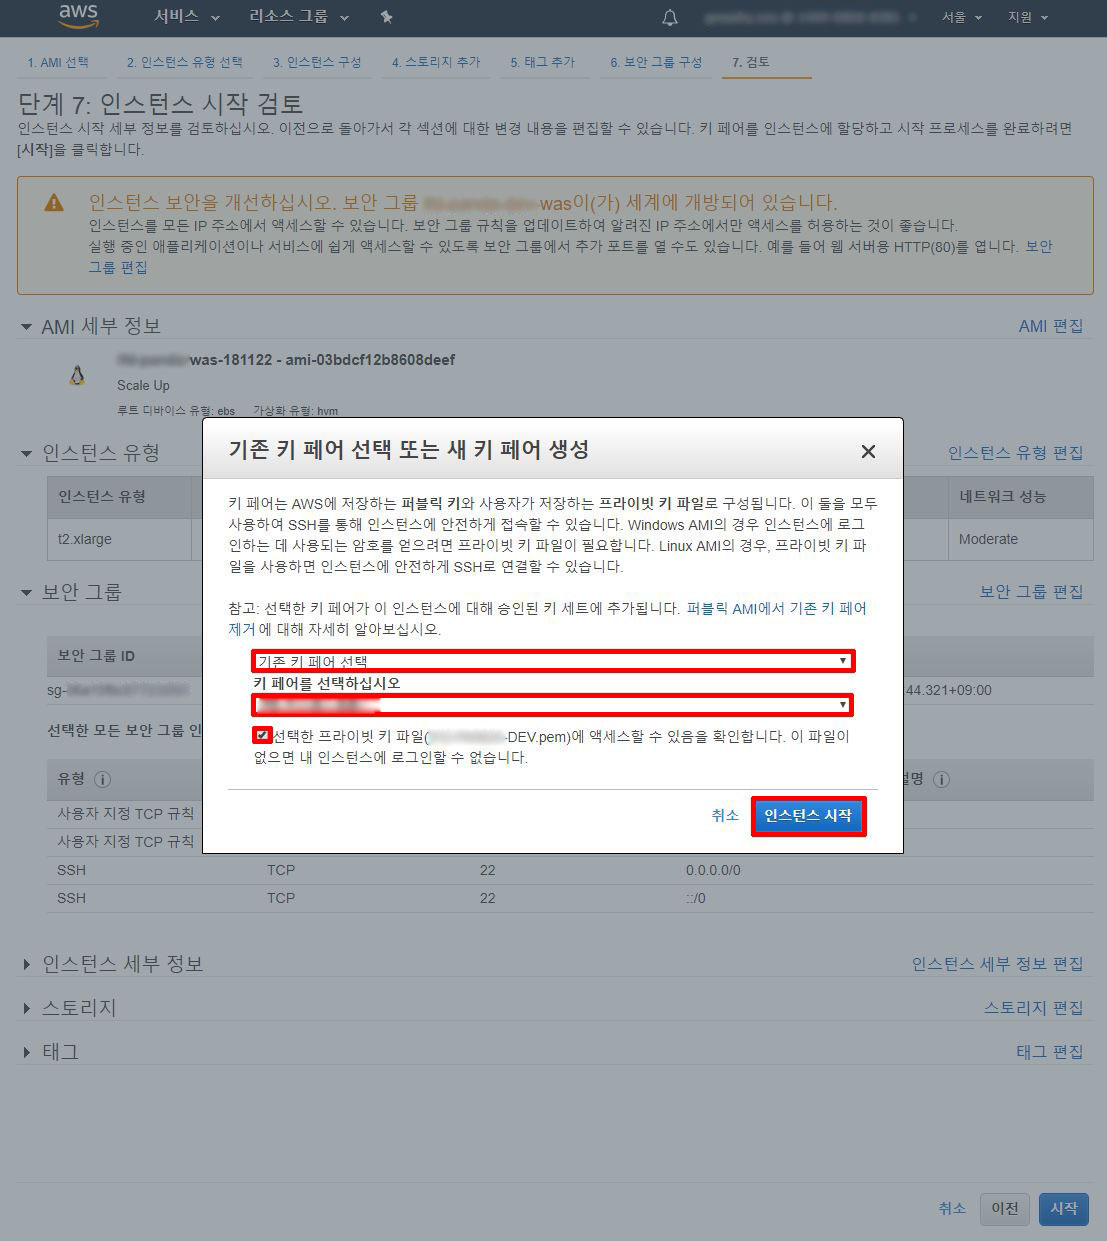 aws 서비스 리소스 그룹 서울 지원
1. AMI 선택 2. 인스턴스 유형 선택 3. 인스턴스 구성 4. 스토리지 추가 5. 태그 추가 6. 보안 그룹 구성 7. 검토
단계 7: 인스턴스 시작 검토
인스턴스 시작 세부 정보를 검토하십시오. 이전으로 돌아가서 각 섹션에 대한 변경 내용을 편집할 수 있습니다. 키 페어를 인스턴스에 할당하고 시작 프로세스를 완료하려면
[시작]을 클릭합니다.
인스턴스 보안을 개선하십시오. 보안 그룹 -was이(가) 세계에 개방되어 있습니다.
인스턴스를 모든 IP 주소에서 액세스할 수 있습니다. 보안 그룹 규칙을 업데이트하여 알려진 IP 주소에서만 액세스를 허용하는 것이 좋습니다.
실행 중인 애플리케이션이나 서비스에 쉽게 액세스할 수 있도록 보안 그룹에서 추가 포트를 열 수도 있습니다. 예를 들어 웹 서버용 HTTP(80)를 엽니다. 보안
그룹 편집
AMI 세부 정보 AMI 편집
was-181122 - ami-03bdcf12b8608deef
Scale Up
루트 디바이스 유형: ebs 가상화 유형: hvm
인스턴스 유형 인스턴스 유형 편집
인스턴스 유형 네트워크 성능
t2.xlarge Moderate
보안 그룹 보안 그룹 편집
보안 그룹 ID
sg- 44.321+09:00
선택한 모든 보안 그룹 인
유형 설명
사용자 지정 TCP 규칙
사용자 지정 TCP 규칙
SSH TCP 22 0.0.0.0/0
SSH TCP 22 ::/0
인스턴스 세부 정보 인스턴스 세부 정보 편집
스토리지 스토리지 편집
태그 태그 편집
취소 이전 시작
기존 키 페어 선택 또는 새 키 페어 생성
키 페어는 AWS에 저장하는 퍼블릭 키와 사용자가 저장하는 프라이빗 키 파일로 구성됩니다. 이 둘을 모두
사용하여 SSH를 통해 인스턴스에 안전하게 접속할 수 있습니다. Windows AMI의 경우 인스턴스에 로그
인하는 데 사용되는 암호를 얻으려면 프라이빗 키 파일이 필요합니다. Linux AMI의 경우, 프라이빗 키 파
일을 사용하면 인스턴스에 안전하게 SSH로 연결할 수 있습니다.
참고: 선택한 키 페어가 이 인스턴스에 대해 승인된 키 세트에 추가됩니다. 퍼블릭 AMI에서 기존 키 페어
제거 에 대해 자세히 알아보십시오.
기존 키 페어 선택
키 페어를 선택하십시오
선택한 프라이빗 키 파일( -DEV.pem)에 액세스할 수 있음을 확인합니다. 이 파일이
없으면 내 인스턴스에 로그인할 수 없습니다.
취소 인스턴스 시작